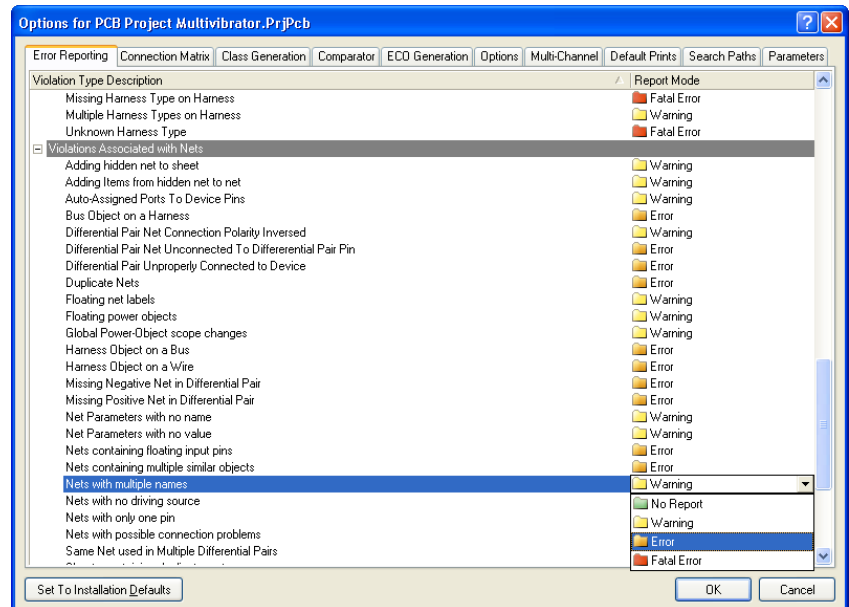 Options for PCB Project Multivibrator.PrjPcb
Error Reporting Connection Matrix Class Generation Comparator ECO Generation Options Multi-Channel Default Prints Search Paths Parameters
Violation Type Description Report Mode
Missing Harness Type on Harness Fatal Error
Multiple Harness Types on Harness Warning
Unknown Harness Type Fatal Error
Violations Associated with Nets
Adding hidden net to sheet Warning
Adding Items from hidden net to net Warning
Auto-Assigned Ports To Device Pins Warning
Bus Object on a Harness Error
Differential Pair Net Connection Polarity Inversed Warning
Differential Pair Net Unconnected To Differerential Pair Pin Error
Differential Pair Unproperly Connected to Device Error
Duplicate Nets Error
Floating net labels Warning
Floating power objects Warning
Global Power-Object scope changes Warning
Harness Object on a Bus Error
Harness Object on a Wire Error
Missing Negative Net in Differential Pair Error
Missing Positive Net in Differential Pair Error
Net Parameters with no name Warning
Net Parameters with no value Warning
Nets containing floating input pins Error
Nets containing multiple similar objects Error
Nets with multiple names Warning
Nets with no driving source No Report
Nets with only one pin Warning
Nets with possible connection problems Error
Same Net used in Multiple Differential Pairs Fatal Error
Set To Installation Defaults OK Cancel